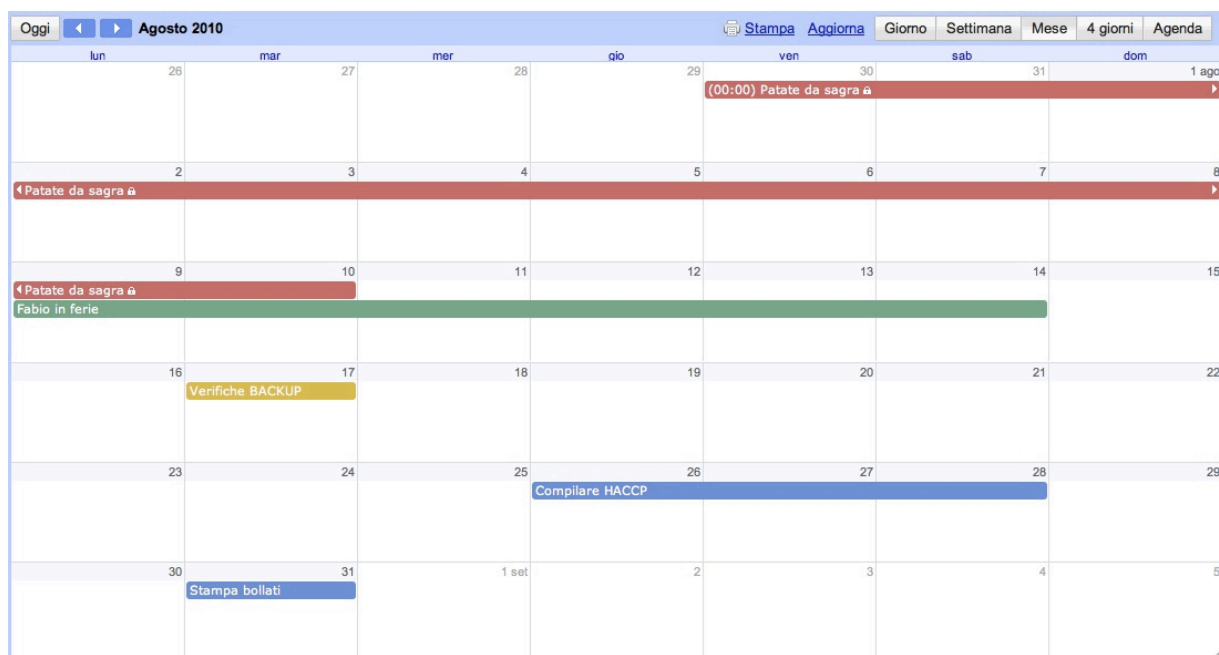 Oggi Agosto 2010 Stampa Aggiorna Giorno Settimana Mese 4 giorni Agenda
lun mar mer gio ven sab dom
26 27 28 29 30 31 1 ago
(00:00) Patate da sagra
2 3 4 5 6 7 8
Patate da sagra
9 10 11 12 13 14 15
Patate da sagra
Fabio in ferie
16 17 18 19 20 21 22
Verifiche BACKUP
23 24 25 26 27 28 29
Compilare HACCP
30 31 1 set 2 3 4 5
Stampa bollati